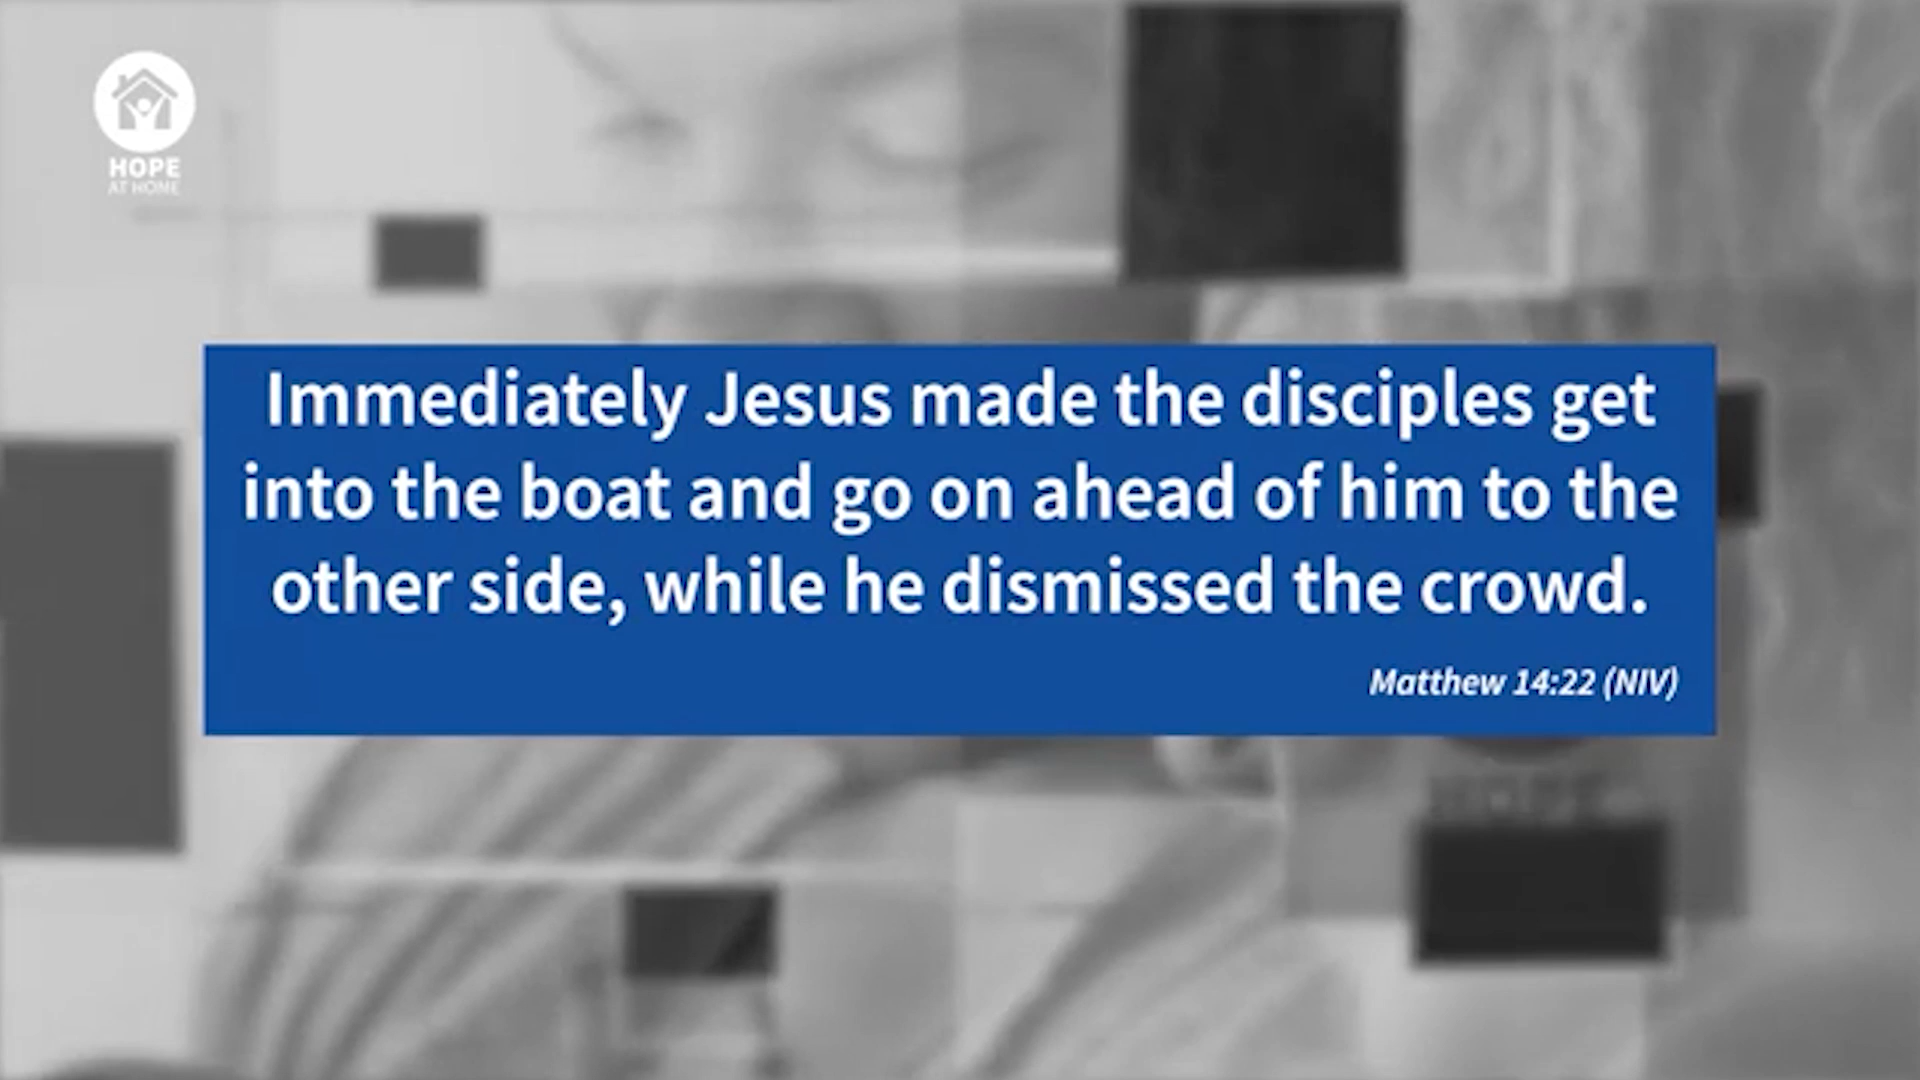 HOPE
AT HOME
Immediately Jesus made the disciples get
into the boat and go on ahead of him to the
other side, while he dismissed the crowd.
Matthew 14:22 (NIV)